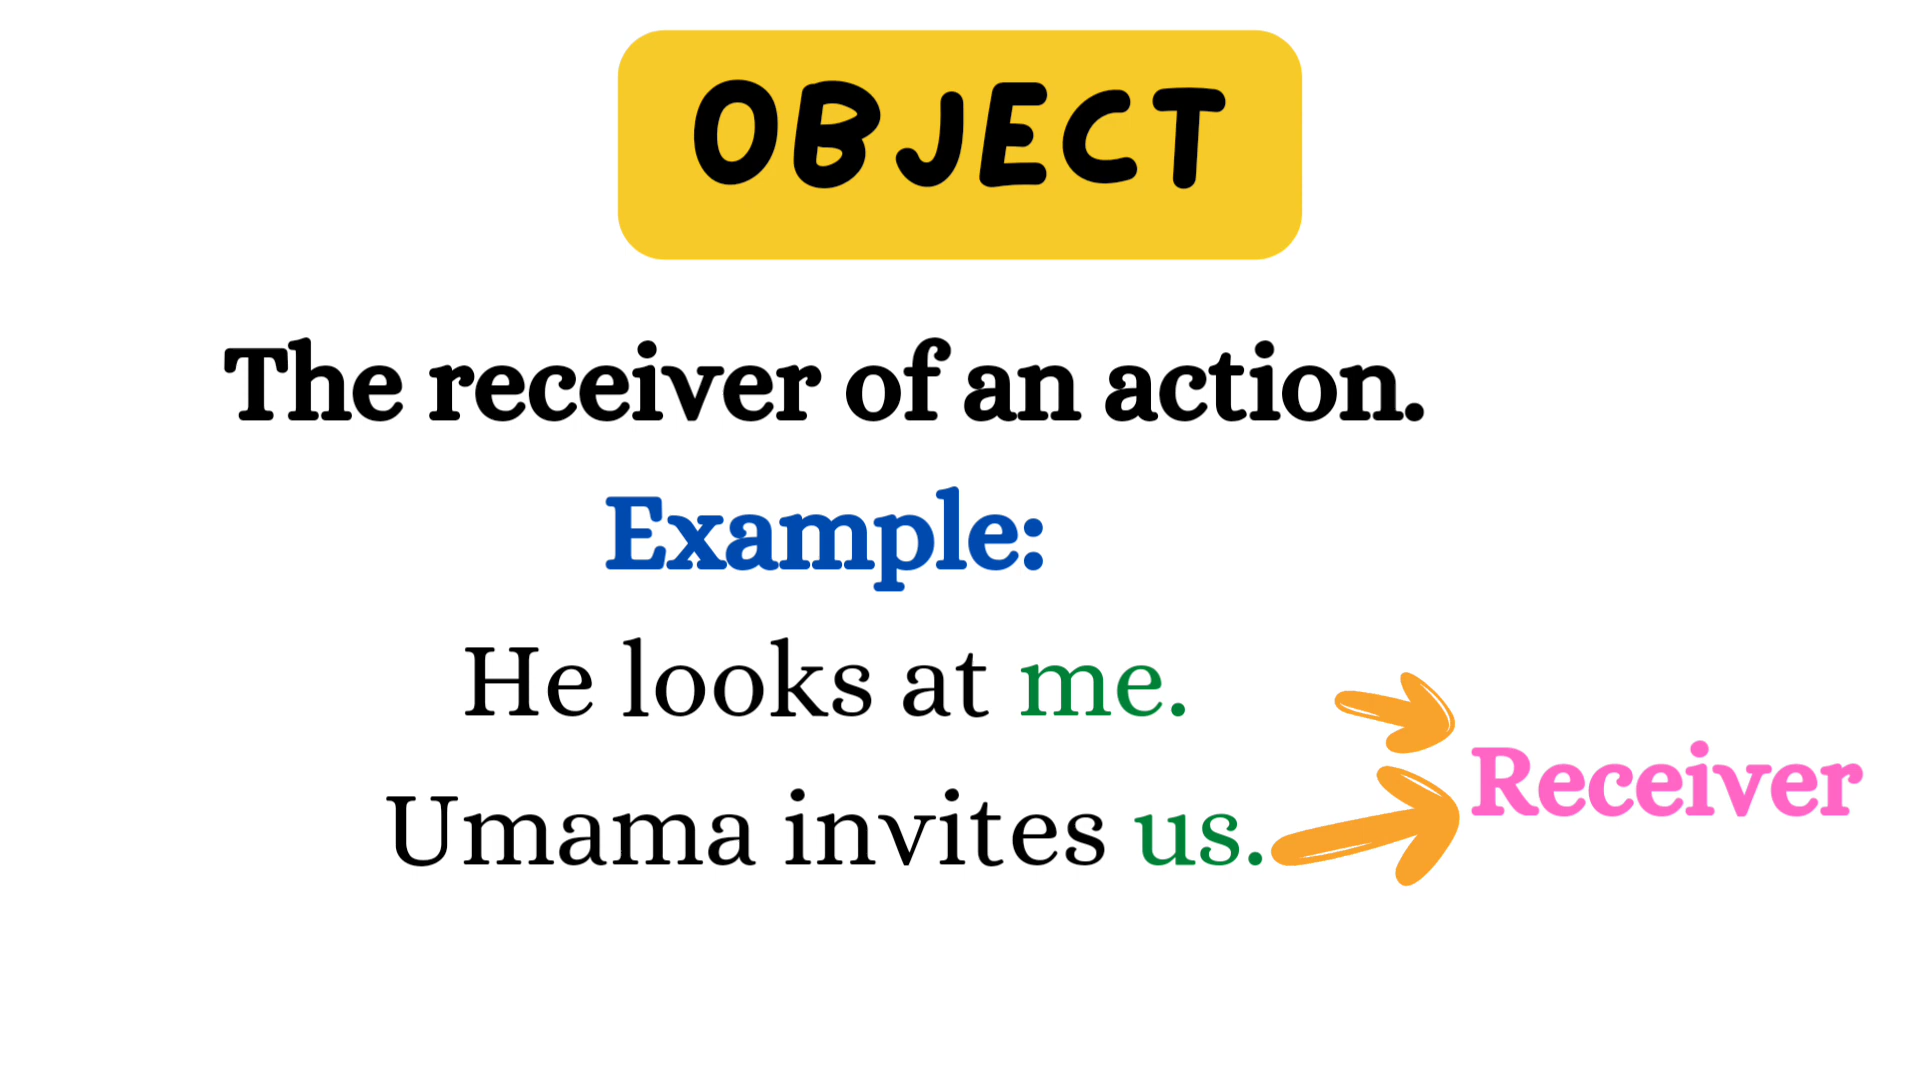 OBJECT
The receiver of an action.
Example:
He looks at me.
Umama invites us.
Receiver